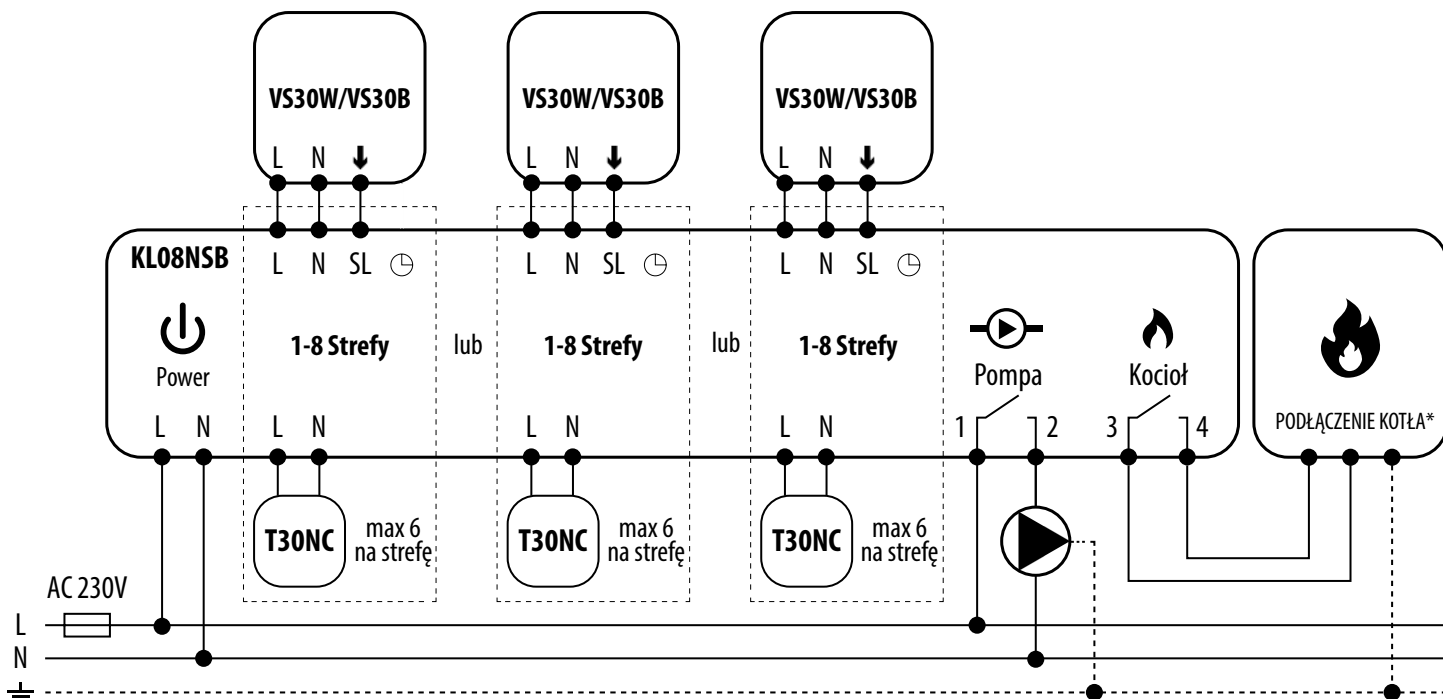 VS30W/VS30B VS30W/VS30B VS30W/VS30B
L N L N L N
KL08NSB
L N SL L N SL L N SL
Power
1-8 Strefy lub 1-8 Strefy lub 1-8 Strefy
Pompa Kocioł
PODŁĄCZENIE KOTŁA*
L N L N L N L N 1 2 3 4
T30NC max 6 T30NC max 6 T30NC max 6
na strefę na strefę na strefę
AC 230V
L
N